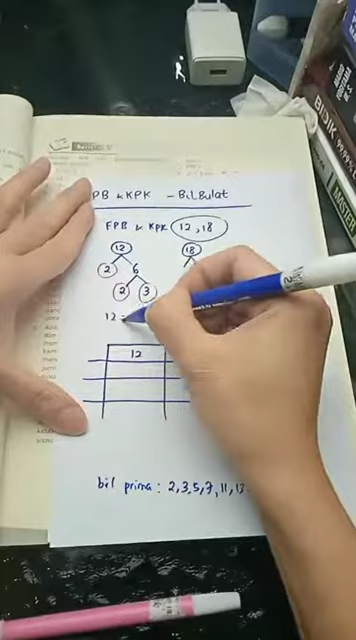 PB & KPK - BilBulat
FPB & KPK 12, 18
12 18
2 6
2 3
12 =
12
bil prima : 2, 3, 5, 7, 11, 13